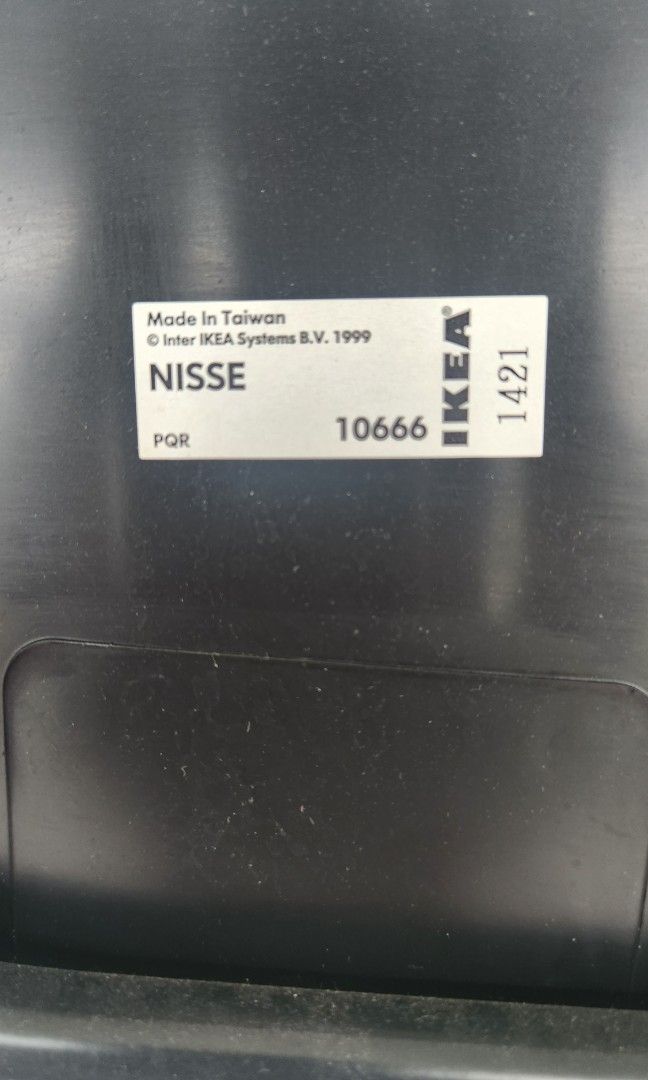 Made In Taiwan
© Inter IKEA Systems B.V. 1999
NISSE
PQR
10666
IKEA®
1421